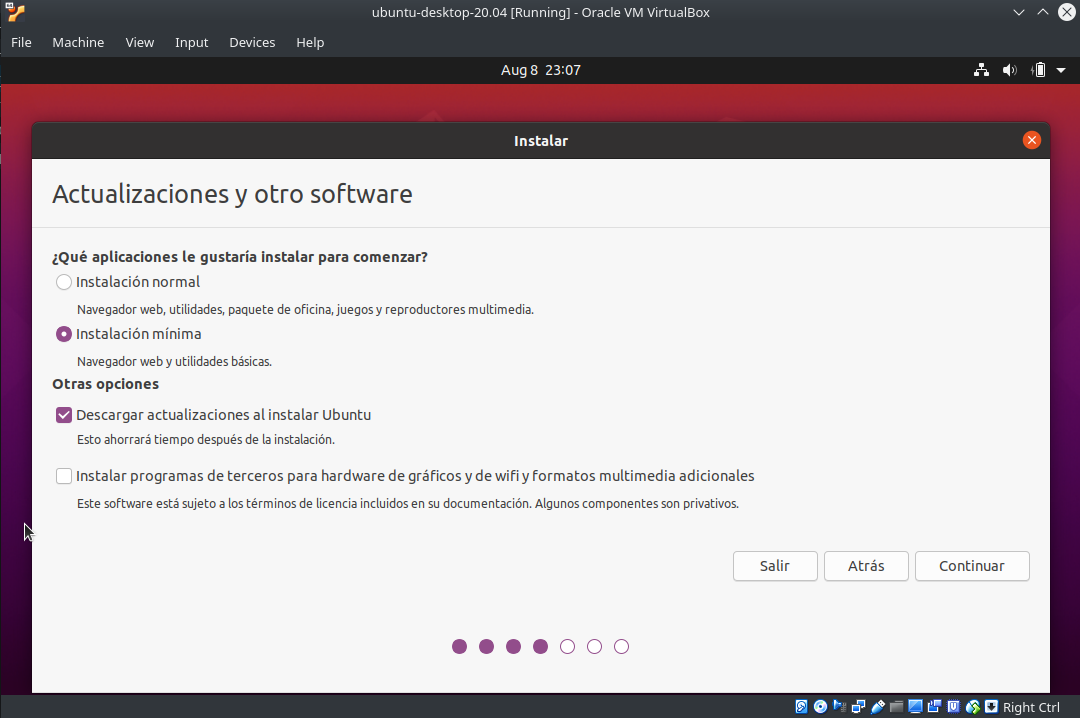 ubuntu-desktop-20.04 [Running] - Oracle VM VirtualBox
File Machine View Input Devices Help
Aug 8 23:07
Instalar
Actualizaciones y otro software
¿Qué aplicaciones le gustaría instalar para comenzar?
Instalación normal
Navegador web, utilidades, paquete de oficina, juegos y reproductores multimedia.
Instalación mínima
Navegador web y utilidades básicas.
Otras opciones
Descargar actualizaciones al instalar Ubuntu
Esto ahorrará tiempo después de la instalación.
Instalar programas de terceros para hardware de gráficos y de wifi y formatos multimedia adicionales
Este software está sujeto a los términos de licencia incluidos en su documentación. Algunos componentes son privativos.
Salir Atrás Continuar
Right Ctrl